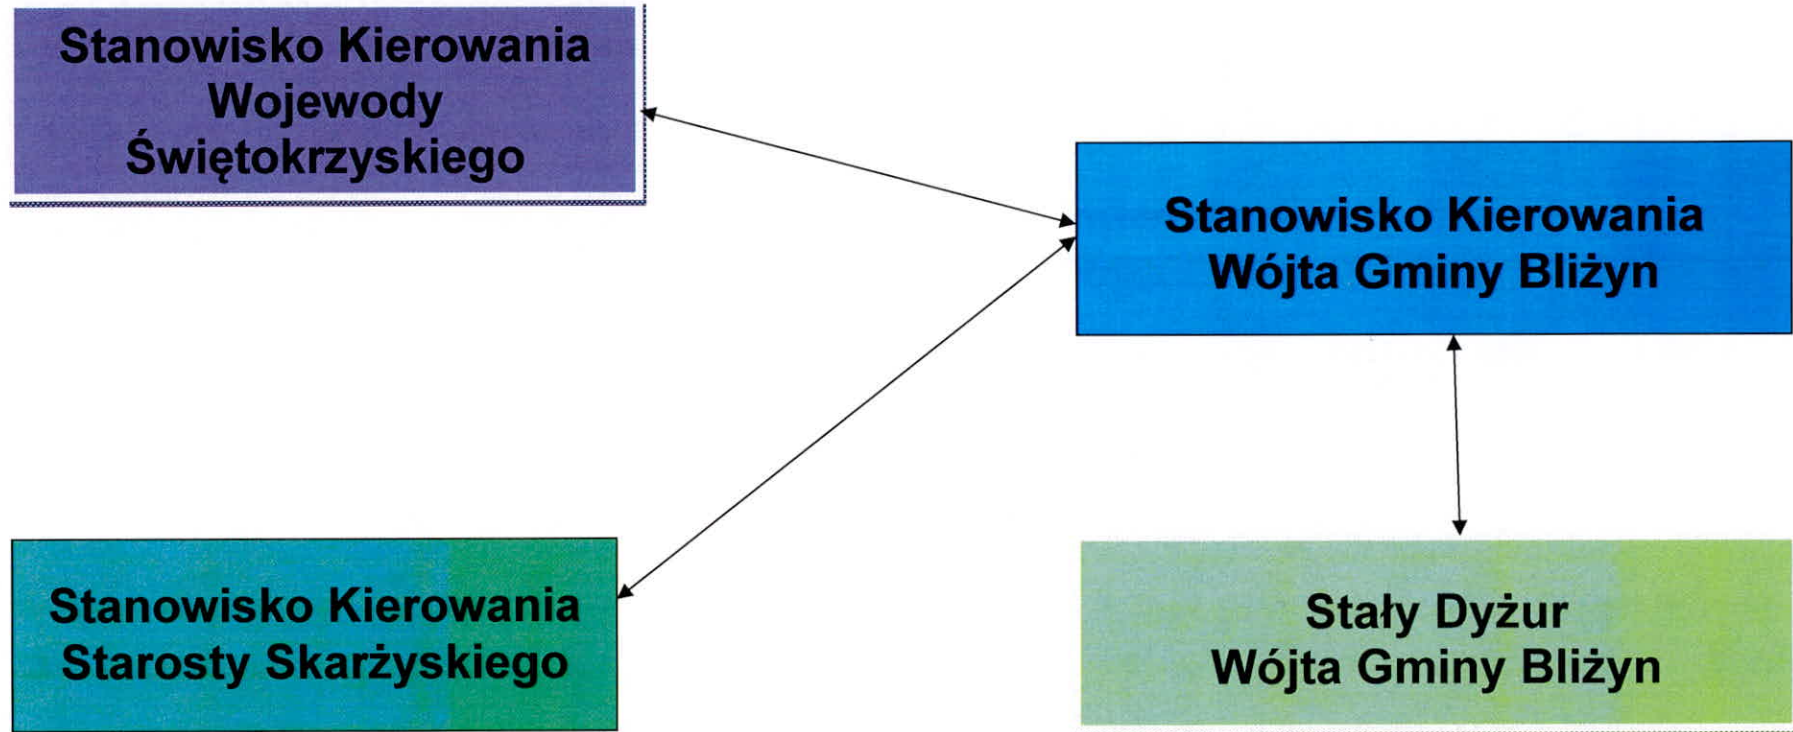 Stanowisko Kierowania
Wojewody
Świętokrzyskiego
Stanowisko Kierowania
Wójta Gminy Bliżyn
Stanowisko Kierowania
Starosty Skarżyskiego
Stały Dyżur
Wójta Gminy Bliżyn